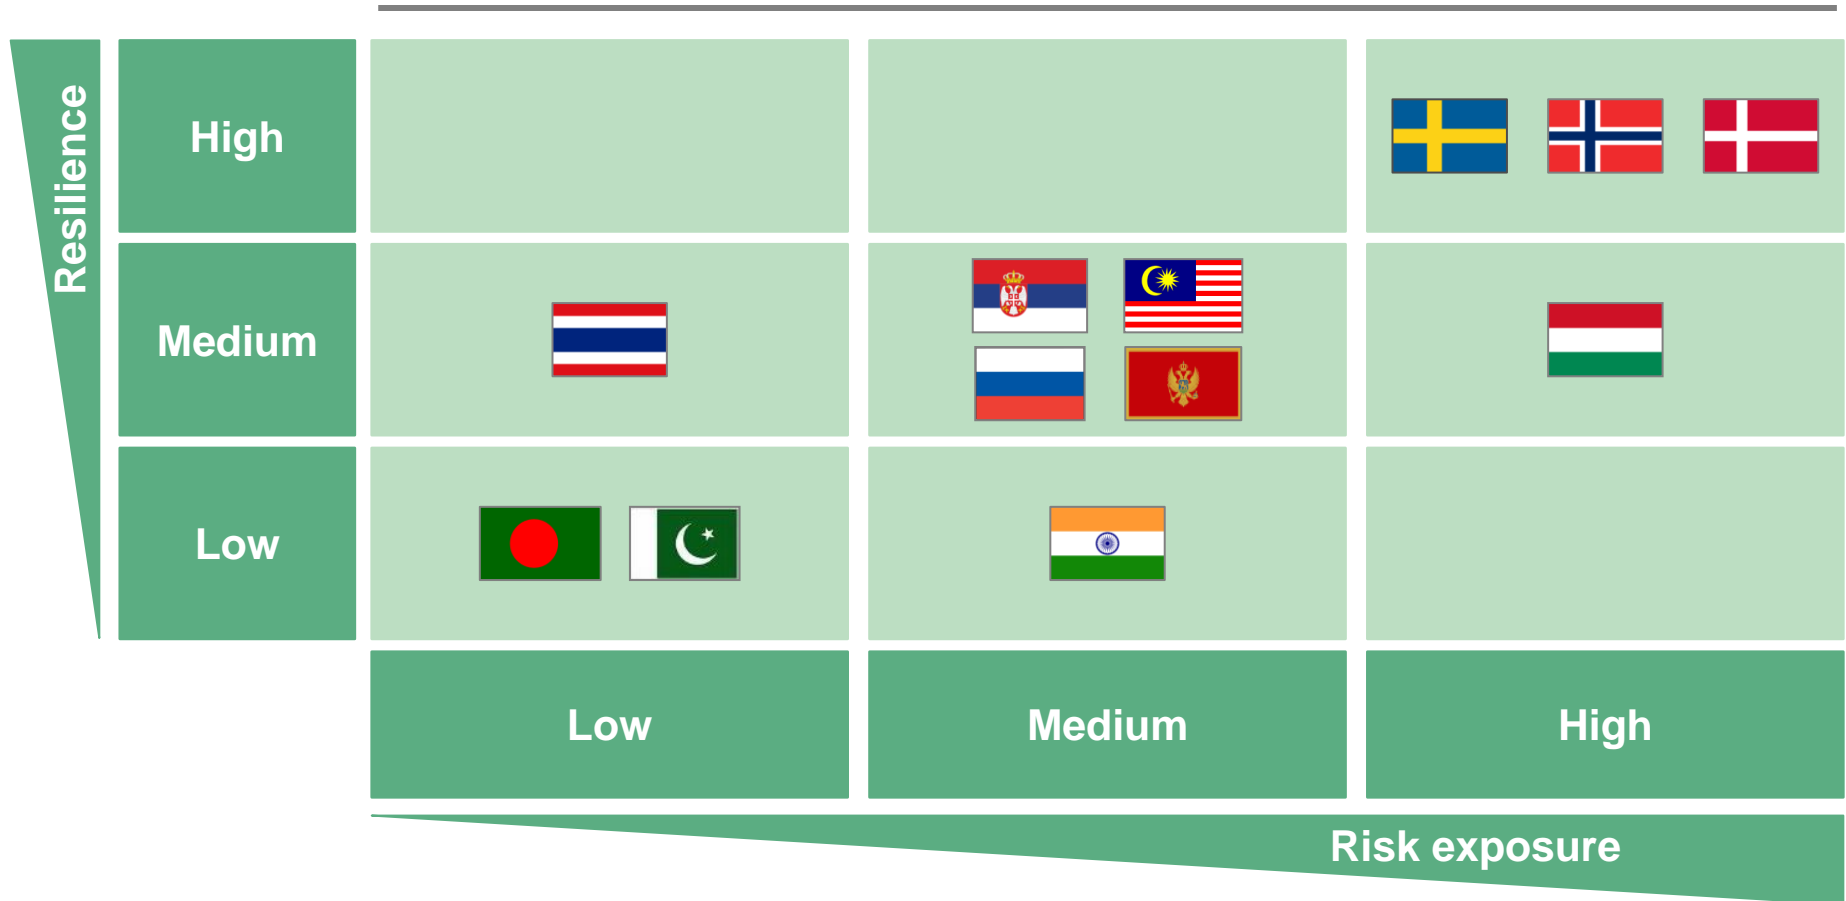 Resilience
High
Medium
Low
Low
Medium
High
Risk exposure